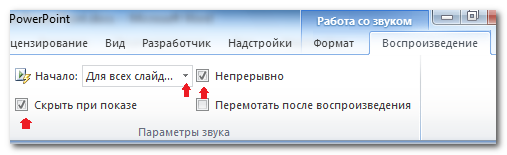 PowerPoint
Работа со звуком
цензирование Вид Разработчик Надстройки Формат Воспроизведение
Начало: Для всех слайд... Непрерывно
Скрыть при показе Перемотать после воспроизведения
Параметры звука